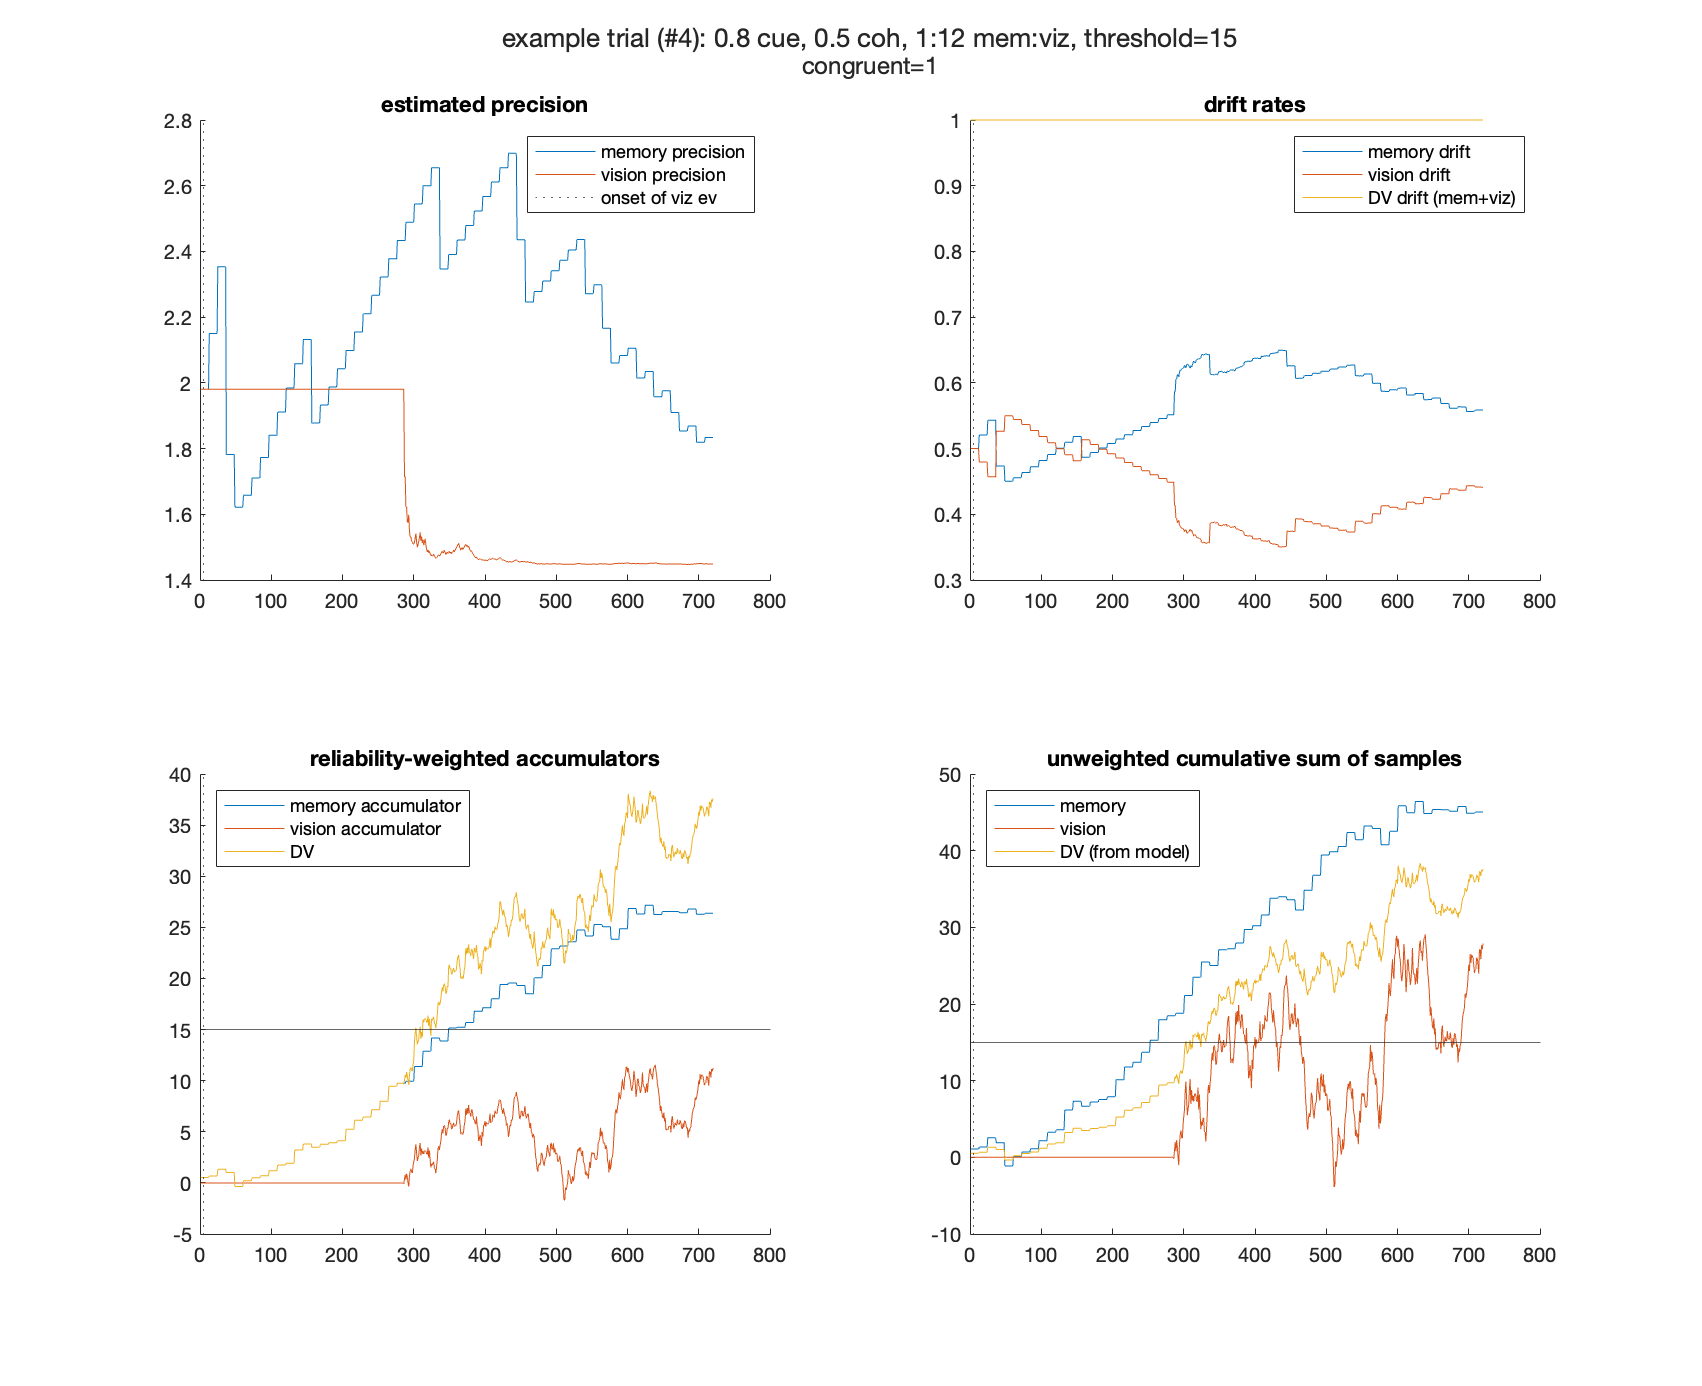 example trial (#4): 0.8 cue, 0.5 coh, 1:12 mem:viz, threshold=15
congruent=1
estimated precision
2.8
2.6
2.4
2.2
2
1.8
1.6
1.4
0 100 200 300 400 500 600 700 800
memory precision
vision precision
onset of viz ev
drift rates
1
0.9
0.8
0.7
0.6
0.5
0.4
0.3
0 100 200 300 400 500 600 700 800
memory drift
vision drift
DV drift (mem+viz)
reliability-weighted accumulators
40
35
30
25
20
15
10
5
0
-5
0 100 200 300 400 500 600 700 800
memory accumulator
vision accumulator
DV
unweighted cumulative sum of samples
50
40
30
20
10
0
-10
0 100 200 300 400 500 600 700 800
memory
vision
DV (from model)